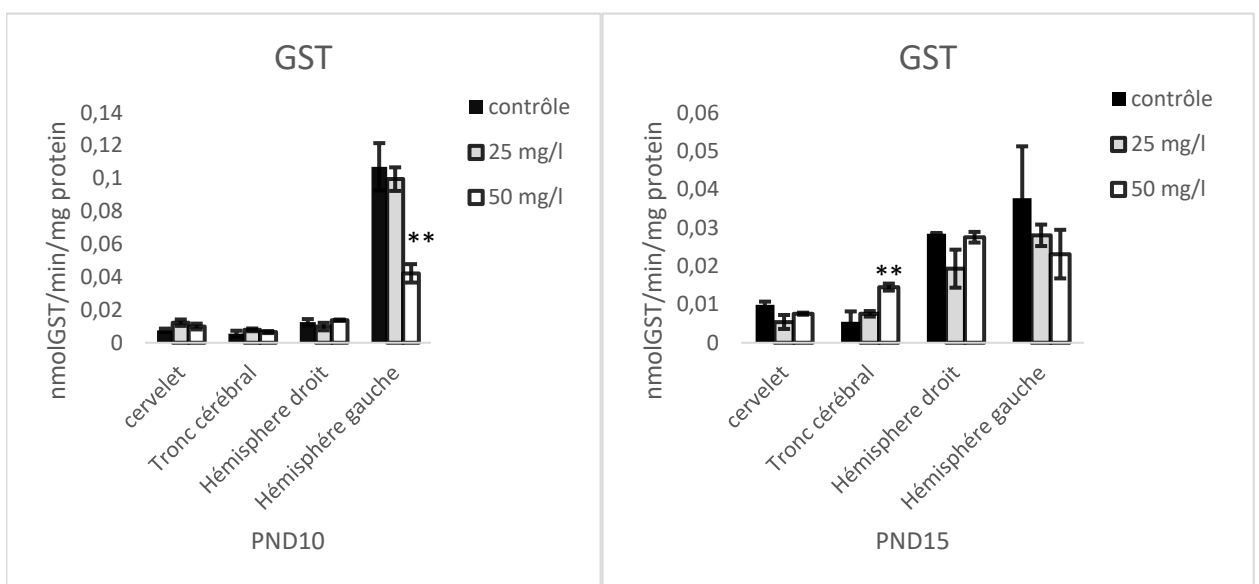 GST
nmolGST/min/mg protein
0,14
0,12
0,1
0,08
0,06
0,04
0,02
0
contrôle
25 mg/l
50 mg/l
**
cervelet
Tronc cérébral
Hémisphere droit
Hémisphére gauche
PND10
GST
nmolGST/min/mg protein
0,06
0,05
0,04
0,03
0,02
0,01
0
contrôle
25 mg/l
50 mg/l
**
cervelet
Tronc cérébral
Hémisphère droit
Hémisphére gauche
PND15